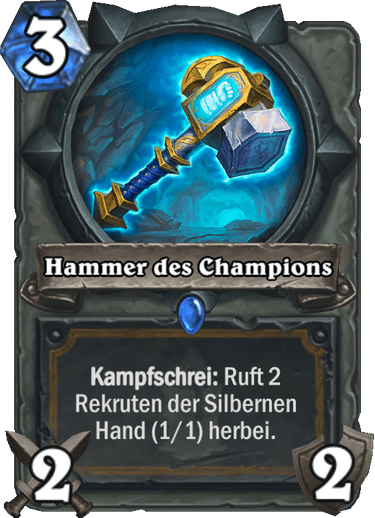 3
Hammer des Champions
Kampfschrei: Ruft 2
Rekruten der Silbernen
Hand (1/1) herbei.
2
2